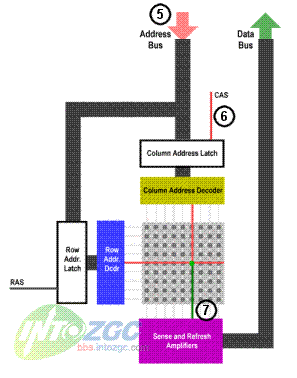 5
Address
Bus
Data
Bus
CAS
6
Column Address Latch
Column Address Decoder
Row
Addr.
Latch
Row
Addr.
Dcdr
RAS
7
INTOZGC
bbs.intozgc.com
Sense and Refresh
Amplifiers